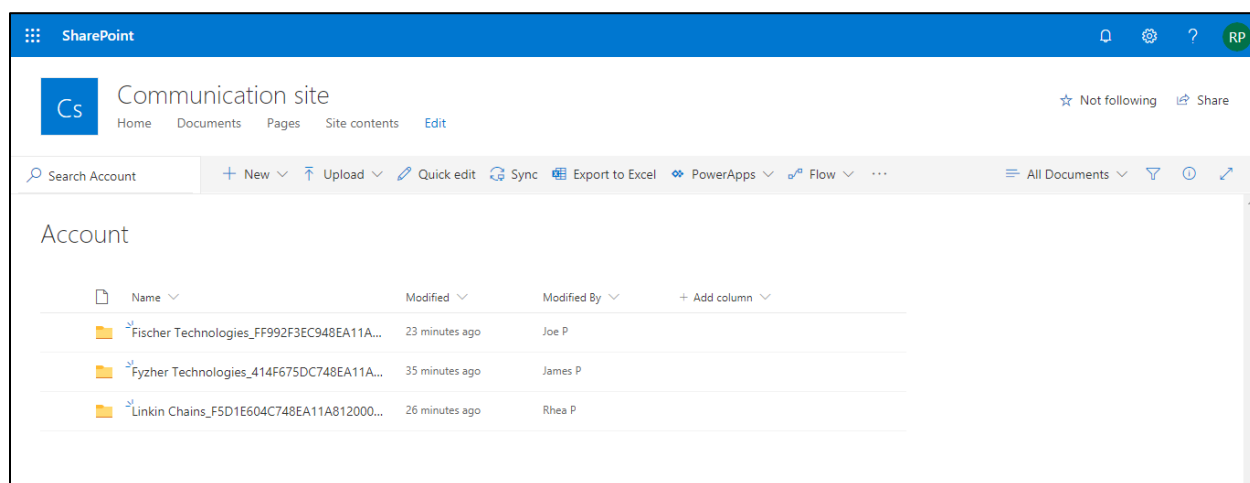 SharePoint ? RP
Cs Communication site
Home Documents Pages Site contents Edit Not following Share
Search Account New Upload Quick edit Sync Export to Excel PowerApps Flow ... All Documents
Account
Name Modified Modified By + Add column
Fischer Technologies_FF992F3EC948EA11A... 23 minutes ago Joe P
Fyzher Technologies_414F675DC748EA11A... 35 minutes ago James P
Linkin Chains_F5D1E604C748EA11A812000... 26 minutes ago Rhea P